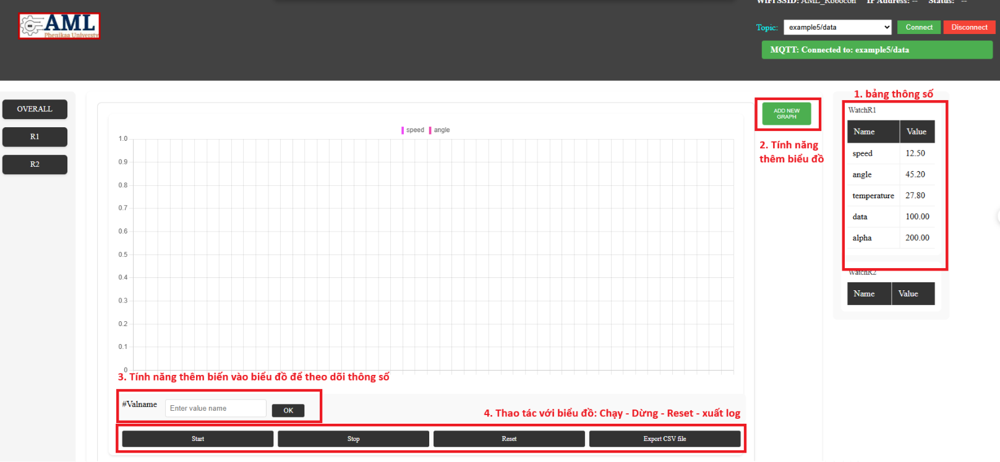 WIFI SSID: AML_Robocon IP Address: -- Status: --
AML
Phenikaa University
Topic: example5/data Connect Disconnect
MQTT: Connected to: example5/data
OVERALL
R1
R2
speed angle
1.0
0.9
0.8
0.7
0.6
0.5
0.4
0.3
0.2
0.1
0
ADD NEW
GRAPH
2. Tính năng
thêm biểu đồ
1. bảng thông số
WatchR1
Name Value
speed 12.50
angle 45.20
temperature 27.80
data 100.00
alpha 200.00
WatchR2
Name Value
3. Tính năng thêm biến vào biểu đồ để theo dõi thông số
#Valname Enter value name OK
4. Thao tác với biểu đồ: Chạy - Dừng - Reset - xuất log
Start Stop Reset Export CSV file